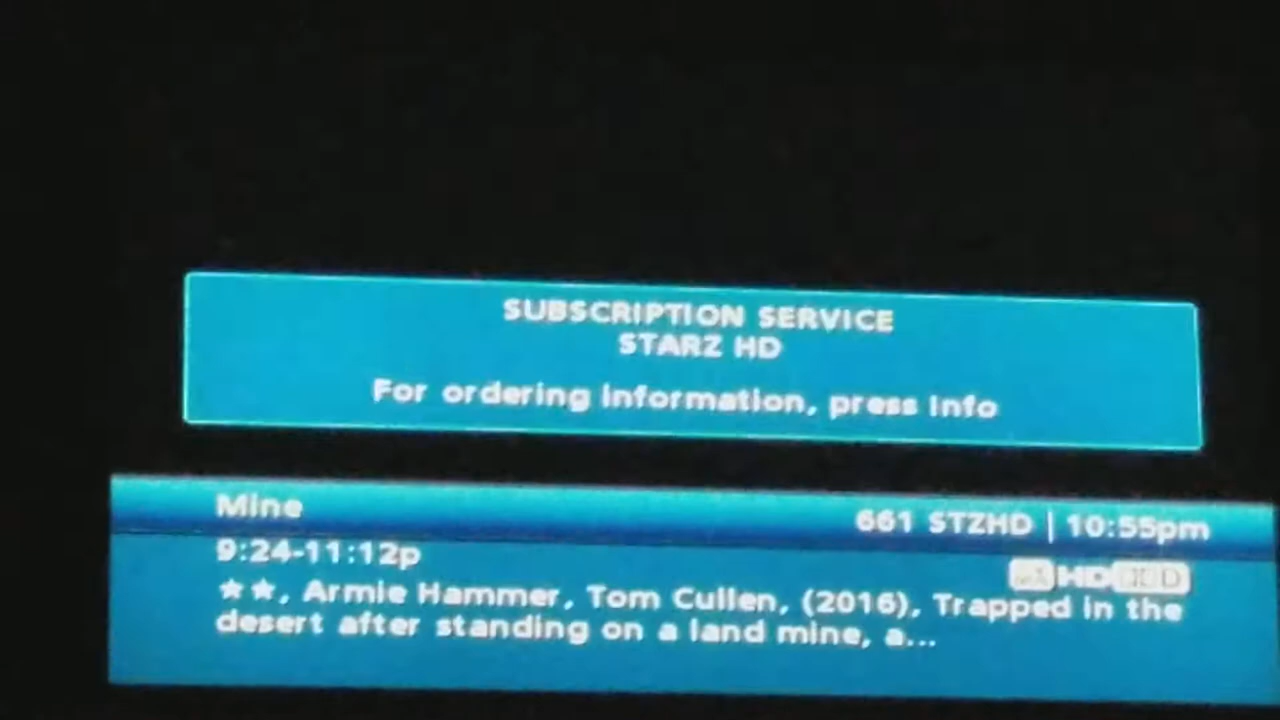 SUBSCRIPTION SERVICE
STARZ HD
For ordering information, press Info
Mine
661 STZHD | 10:55pm
9:24-11:12p
HD
★★, Armie Hammer, Tom Cullen, (2016), Trapped in the
desert after standing on a land mine, a...